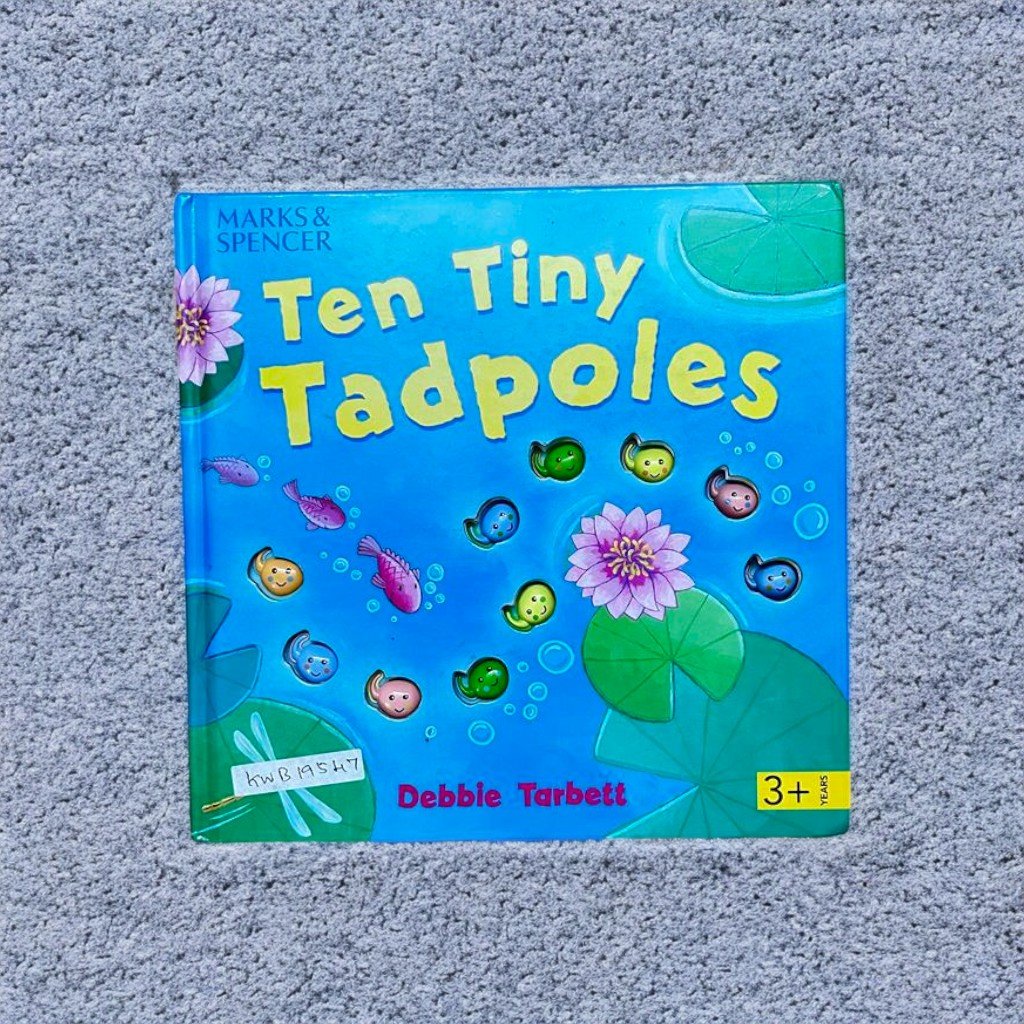 MARKS &
SPENCER
Ten Tiny
Tadpoles
KWB19547
Debbie Tarbett
3+ YEARS